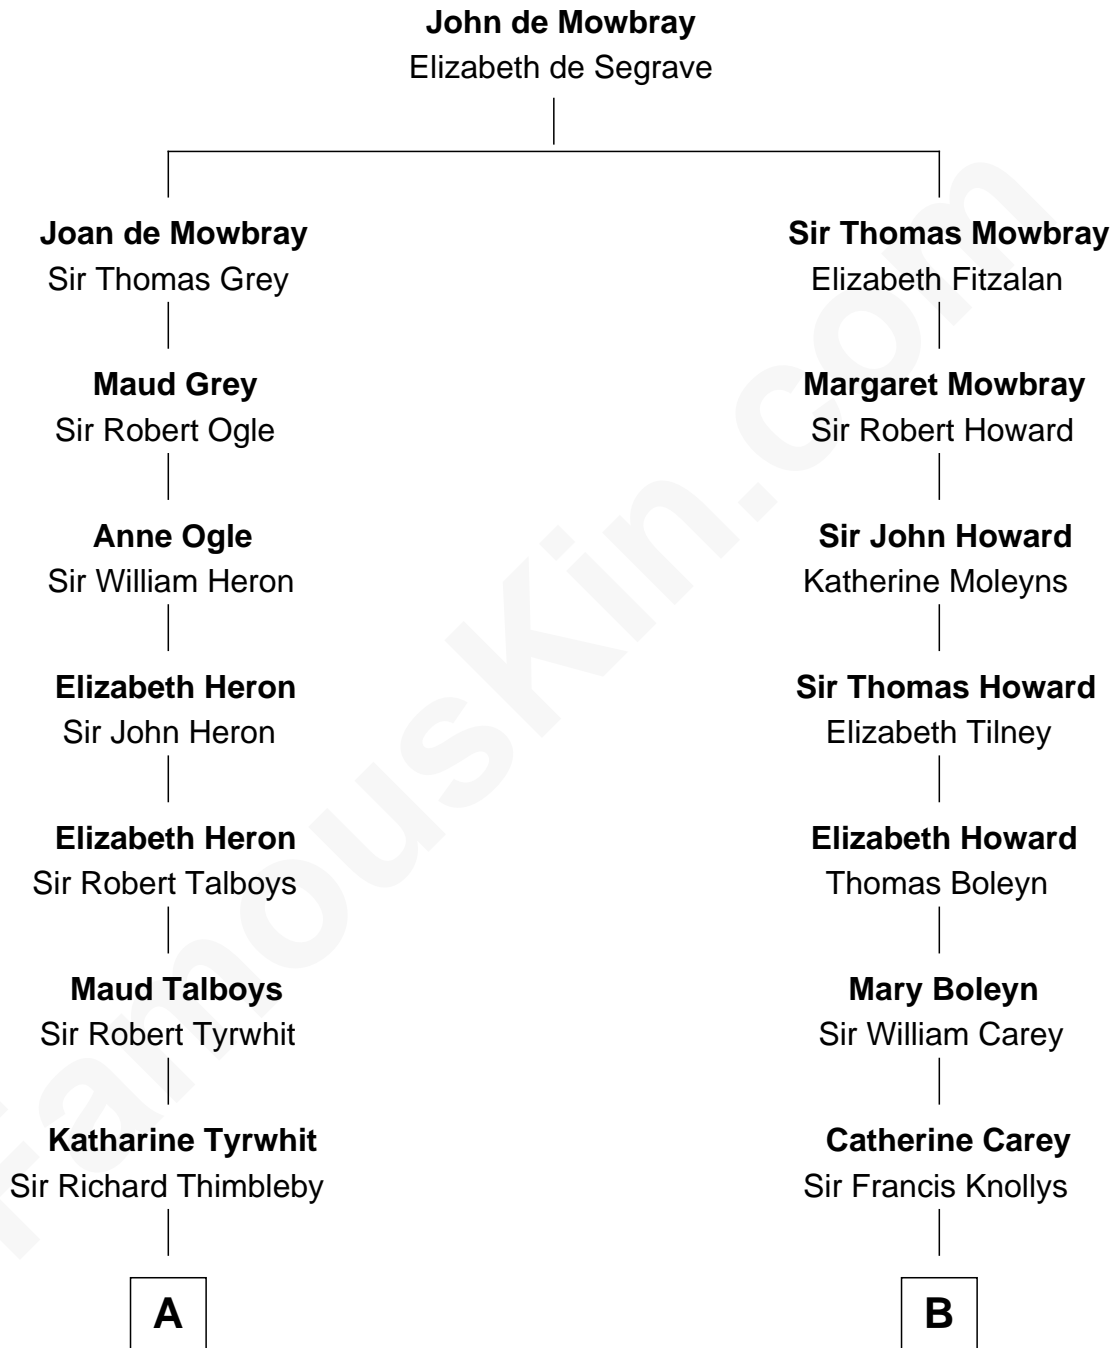 John de Mowbray
Elizabeth de Segrave
Joan de Mowbray
Sir Thomas Grey
Sir Thomas Mowbray
Elizabeth Fitzalan
Maud Grey
Sir Robert Ogle
Margaret Mowbray
Sir Robert Howard
Anne Ogle
Sir William Heron
Sir John Howard
Katherine Moleyns
Elizabeth Heron
Sir John Heron
Sir Thomas Howard
Elizabeth Tilney
Elizabeth Heron
Sir Robert Talboys
Elizabeth Howard
Thomas Boleyn
Maud Talboys
Sir Robert Tyrwhit
Mary Boleyn
Sir William Carey
Katharine Tyrwhit
Sir Richard Thimbleby
Catherine Carey
Sir Francis Knollys
A
B
FamousKin.com